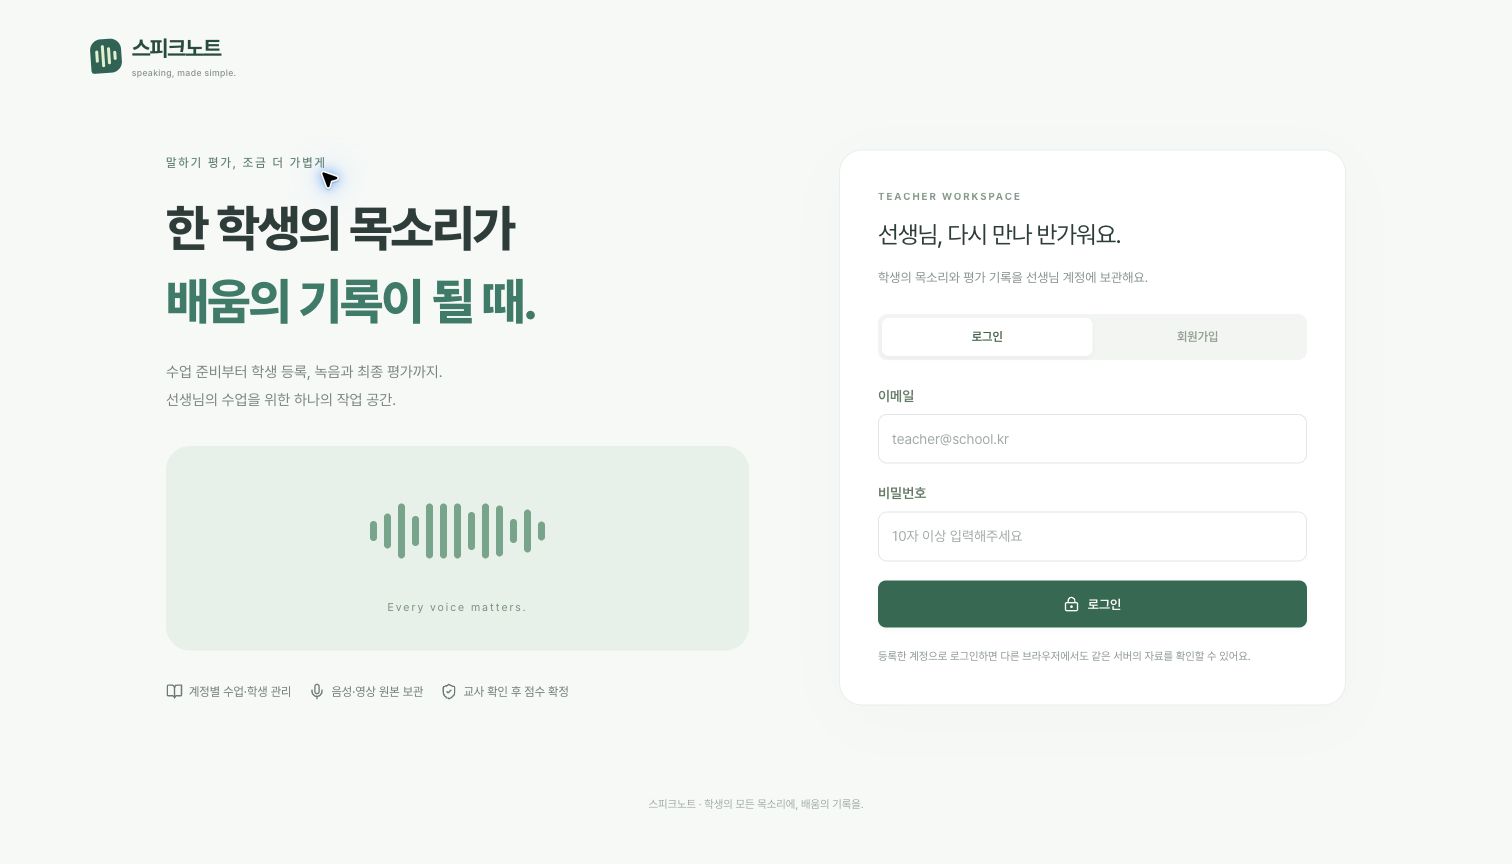 스피크노트
speaking, made simple.
말하기 평가, 조금 더 가볍게
한 학생의 목소리가
배움의 기록이 될 때.
수업 준비부터 학생 등록, 녹음과 최종 평가까지.
선생님의 수업을 위한 하나의 작업 공간.
Every voice matters.
계정별 수업·학생 관리
음성·영상 원본 보관
교사 확인 후 점수 확정
TEACHER WORKSPACE
선생님, 다시 만나 반가워요.
학생의 목소리와 평가 기록을 선생님 계정에 보관해요.
로그인
회원가입
이메일
teacher@school.kr
비밀번호
10자 이상 입력해주세요
로그인
등록한 계정으로 로그인하면 다른 브라우저에서도 같은 서버의 자료를 확인할 수 있어요.
스피크노트 · 학생의 모든 목소리에, 배움의 기록을.